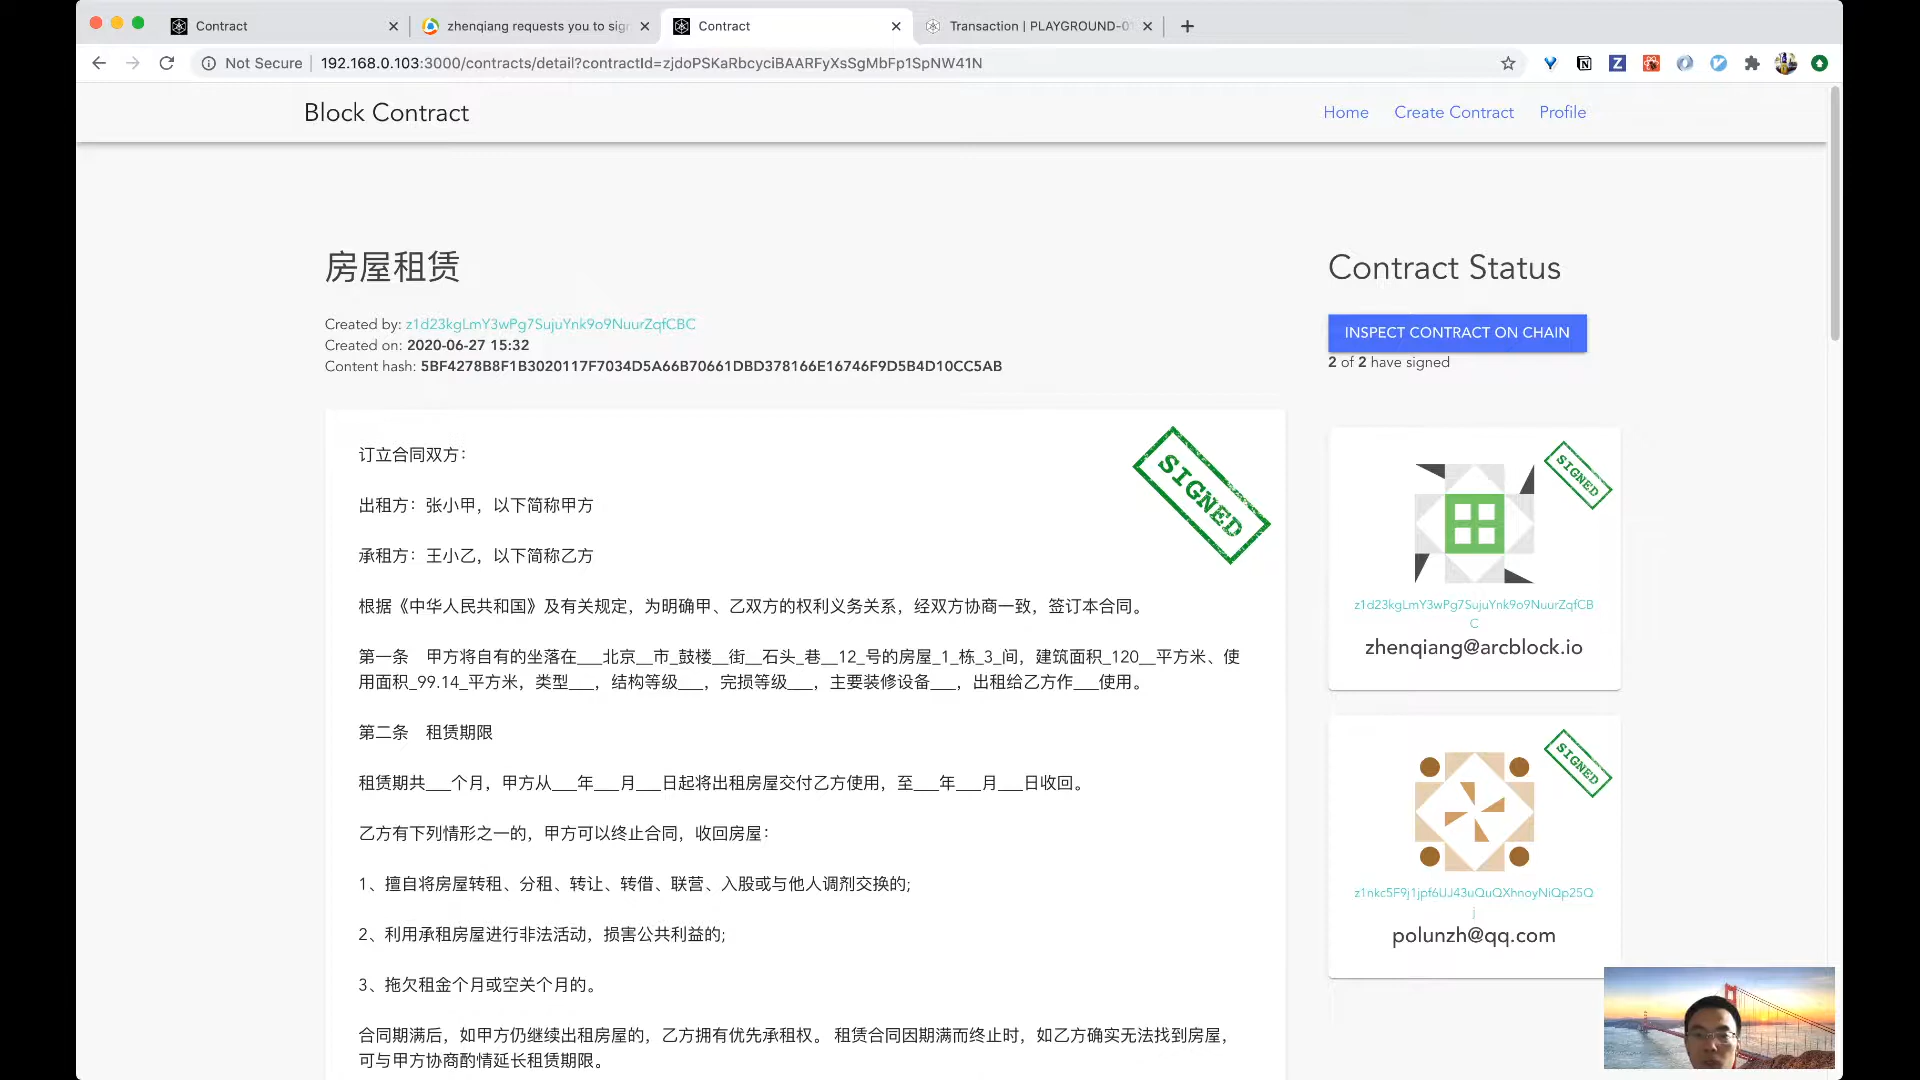 Contract
zhenqiang requests you to sig
Contract
Transaction | PLAYGROUND-01
Not Secure
192.168.0.103:3000/contracts/detail?contractId=zjdoPSKaRbcyciBAARFyXsSgMbFp1SpNW41N
Block Contract
Home
Create Contract
Profile
房屋租赁
Created by: z1d23kgLmY3wPg7SujuYnk9o9NuurZqfCBC
Created on: 2020-06-27 15:32
Content hash: 5BF4278B8F1B3020117F7034D5A66B70661DBD378166E16746F9D5B4D10CC5AB
订立合同双方：
出租方：张小甲，以下简称甲方
承租方：王小乙，以下简称乙方
根据《中华人民共和国》及有关规定，为明确甲、乙双方的权利义务关系，经双方协商一致，签订本合同。
第一条　甲方将自有的坐落在___北京__市_鼓楼__街__石头_巷__12_号的房屋_1_栋_3_间，建筑面积_120__平方米、使
用面积_99.14_平方米，类型___，结构等级___，完损等级___，主要装修设备___，出租给乙方作___使用。
第二条　租赁期限
租赁期共___个月，甲方从___年___月___日起将出租房屋交付乙方使用，至___年___月___日收回。
乙方有下列情形之一的，甲方可以终止合同，收回房屋：
1、擅自将房屋转租、分租、转让、转借、联营、入股或与他人调剂交换的;
2、利用承租房屋进行非法活动，损害公共利益的;
3、拖欠租金个月或空关个月的。
合同期满后，如甲方仍继续出租房屋的，乙方拥有优先承租权。 租赁合同因期满而终止时，如乙方确实无法找到房屋，
可与甲方协商酌情延长租赁期限。
SIGNED
Contract Status
INSPECT CONTRACT ON CHAIN
2 of 2 have signed
SIGNED
z1d23kgLmY3wPg7SujuYnk9o9NuurZqfCB
C
zhenqiang@arcblock.io
SIGNED
z1nkc5F9j1jpf6UJ43uQuQXhnoyNiQp25Q
j
polunzh@qq.com